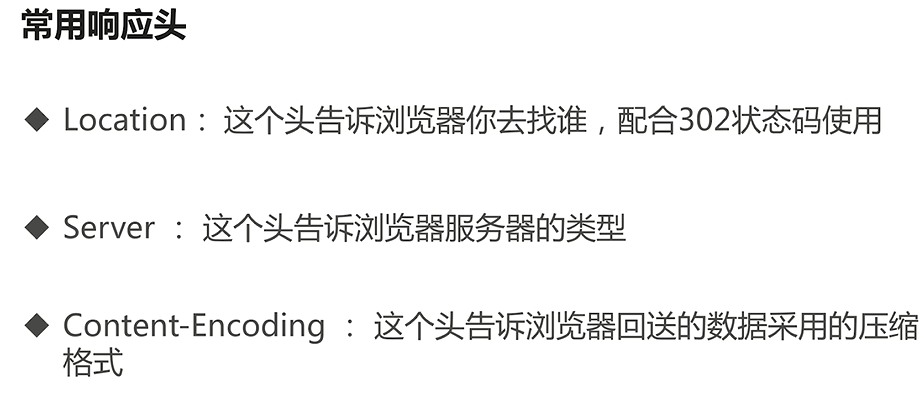 常用响应头
◆ Location： 这个头告诉浏览器你去找谁，配合302状态码使用
◆ Server ： 这个头告诉浏览器服务器的类型
◆ Content-Encoding ： 这个头告诉浏览器回送的数据采用的压缩
格式